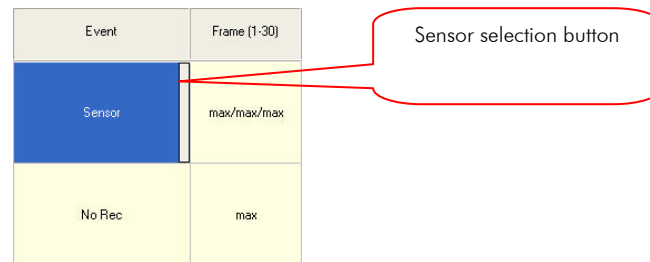 Event Frame (1-30)
Sensor selection button
Sensor max/max/max
No Rec max